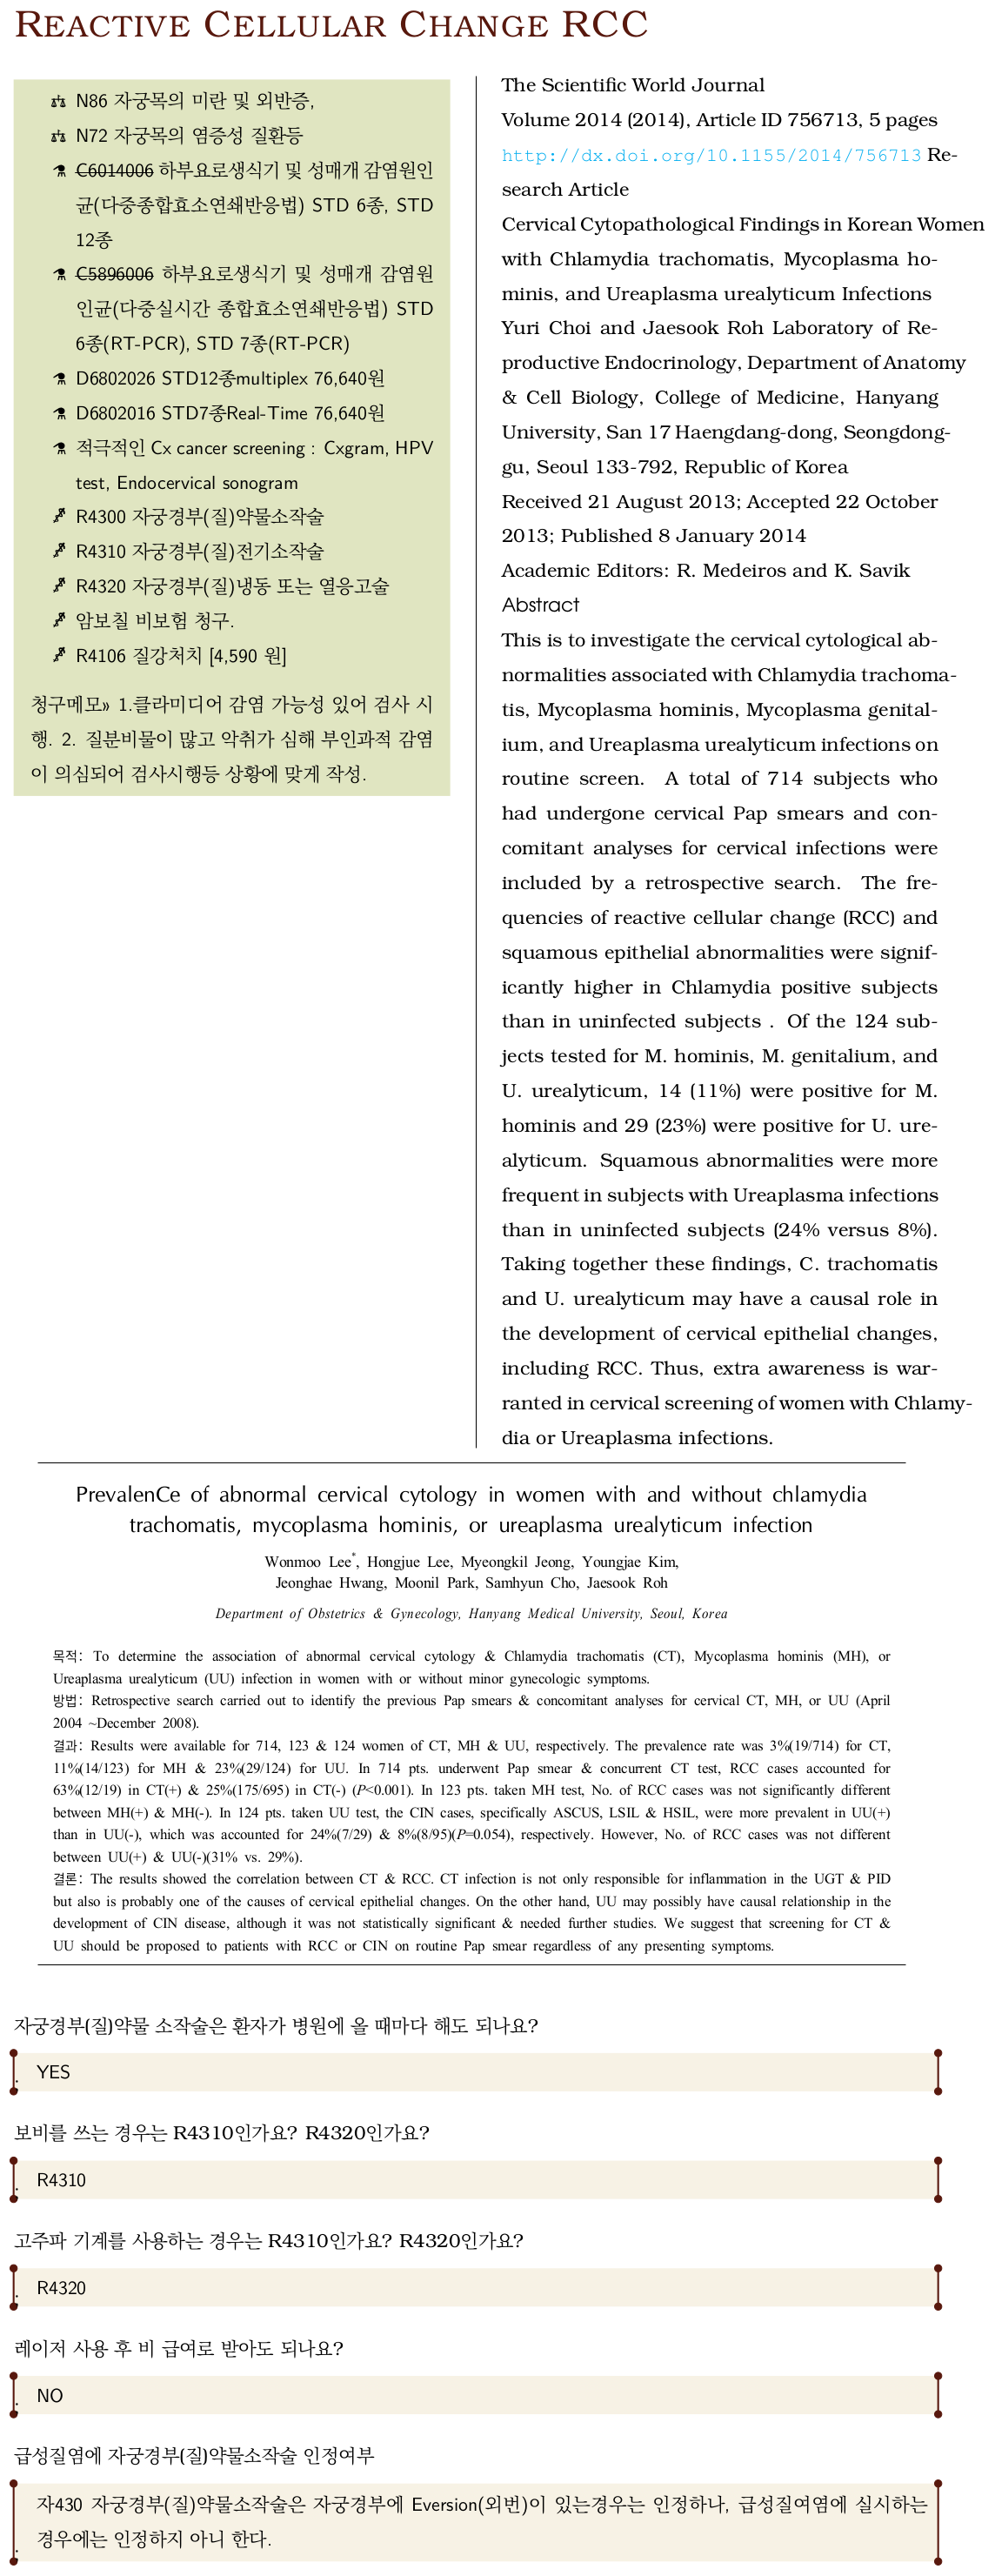 REACTIVE CELLULAR CHANGE RCC
N86 자궁목의 미란 및 외반증,
N72 자궁목의 염증성 질환등
C6014006 하부요로생식기 및 성매개 감염원인
균(다중종합효소연쇄반응법) STD 6종, STD
12종
C5896006 하부요로생식기 및 성매개 감염원
인균(다중실시간 종합효소연쇄반응법) STD
6종(RT-PCR), STD 7종(RT-PCR)
D6802026 STD12종multiplex 76,640원
D6802016 STD7종Real-Time 76,640원
적극적인 Cx cancer screening : Cxgram, HPV
test, Endocervical sonogram
R4300 자궁경부(질)약물소작술
R4310 자궁경부(질)전기소작술
R4320 자궁경부(질)냉동 또는 열응고술
암보칠 비보험 청구.
R4106 질강처치 [4,590 원]
청구메모» 1.클라미디어 감염 가능성 있어 검사 시
행. 2. 질분비물이 많고 악취가 심해 부인과적 감염
이 의심되어 검사시행등 상황에 맞게 작성.
The Scientific World Journal
Volume 2014 (2014), Article ID 756713, 5 pages
http://dx.doi.org/10.1155/2014/756713 Re-
search Article
Cervical Cytopathological Findings in Korean Women
with Chlamydia trachomatis, Mycoplasma ho-
minis, and Ureaplasma urealyticum Infections
Yuri Choi and Jaesook Roh Laboratory of Re-
productive Endocrinology, Department of Anatomy
& Cell Biology, College of Medicine, Hanyang
University, San 17 Haengdang-dong, Seongdong-
gu, Seoul 133-792, Republic of Korea
Received 21 August 2013; Accepted 22 October
2013; Published 8 January 2014
Academic Editors: R. Medeiros and K. Savik
Abstract
This is to investigate the cervical cytological ab-
normalities associated with Chlamydia trachoma-
tis, Mycoplasma hominis, Mycoplasma genital-
ium, and Ureaplasma urealyticum infections on
routine screen. A total of 714 subjects who
had undergone cervical Pap smears and con-
comitant analyses for cervical infections were
included by a retrospective search. The fre-
quencies of reactive cellular change (RCC) and
squamous epithelial abnormalities were signif-
icantly higher in Chlamydia positive subjects
than in uninfected subjects . Of the 124 sub-
jects tested for M. hominis, M. genitalium, and
U. urealyticum, 14 (11%) were positive for M.
hominis and 29 (23%) were positive for U. ure-
alyticum. Squamous abnormalities were more
frequent in subjects with Ureaplasma infections
than in uninfected subjects (24% versus 8%).
Taking together these findings, C. trachomatis
and U. urealyticum may have a causal role in
the development of cervical epithelial changes,
including RCC. Thus, extra awareness is war-
ranted in cervical screening of women with Chlamy-
dia or Ureaplasma infections.
PrevalenCe of abnormal cervical cytology in women with and without chlamydia
trachomatis, mycoplasma hominis, or ureaplasma urealyticum infection
Wonmoo Lee*, Hongjue Lee, Myeongkil Jeong, Youngjae Kim,
Jeonghae Hwang, Moonil Park, Samhyun Cho, Jaesook Roh
Department of Obstetrics & Gynecology, Hanyang Medical University, Seoul, Korea
목적: To determine the association of abnormal cervical cytology & Chlamydia trachomatis (CT), Mycoplasma hominis (MH), or
Ureaplasma urealyticum (UU) infection in women with or without minor gynecologic symptoms.
방법: Retrospective search carried out to identify the previous Pap smears & concomitant analyses for cervical CT, MH, or UU (April
2004 ~December 2008).
결과: Results were available for 714, 123 & 124 women of CT, MH & UU, respectively. The prevalence rate was 3%(19/714) for CT,
11%(14/123) for MH & 23%(29/124) for UU. In 714 pts. underwent Pap smear & concurrent CT test, RCC cases accounted for
63%(12/19) in CT(+) & 25%(175/695) in CT(-) (P<0.001). In 123 pts. taken MH test, No. of RCC cases was not significantly different
between MH(+) & MH(-). In 124 pts. taken UU test, the CIN cases, specifically ASCUS, LSIL & HSIL, were more prevalent in UU(+)
than in UU(-), which was accounted for 24%(7/29) & 8%(8/95)(P=0.054), respectively. However, No. of RCC cases was not different
between UU(+) & UU(-)(31% vs. 29%).
결론: The results showed the correlation between CT & RCC. CT infection is not only responsible for inflammation in the UGT & PID
but also is probably one of the causes of cervical epithelial changes. On the other hand, UU may possibly have causal relationship in the
development of CIN disease, although it was not statistically significant & needed further studies. We suggest that screening for CT &
UU should be proposed to patients with RCC or CIN on routine Pap smear regardless of any presenting symptoms.
자궁경부(질)약물 소작술은 환자가 병원에 올 때마다 해도 되나요?
YES
보비를 쓰는 경우는 R4310인가요? R4320인가요?
R4310
고주파 기계를 사용하는 경우는 R4310인가요? R4320인가요?
R4320
레이저 사용 후 비 급여로 받아도 되나요?
NO
급성질염에 자궁경부(질)약물소작술 인정여부
자430 자궁경부(질)약물소작술은 자궁경부에 Eversion(외번)이 있는경우는 인정하나, 급성질여염에 실시하는
경우에는 인정하지 아니 한다.